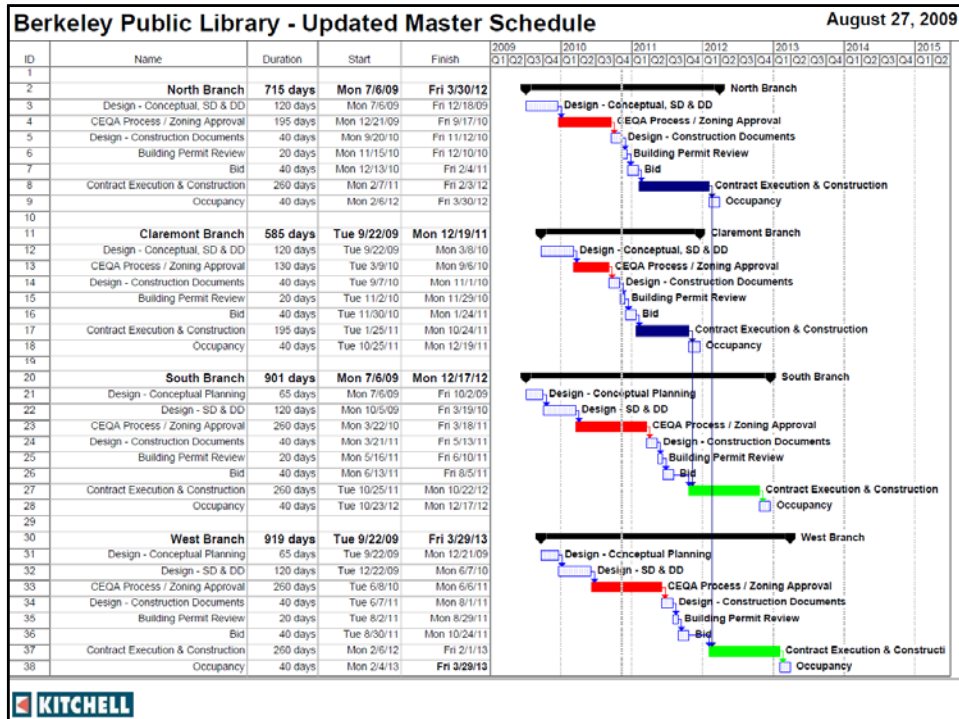 Berkeley Public Library - Updated Master Schedule August 27, 2009
2009 2010 2011 2012 2013 2014 2015
ID Name Duration Start Finish Q1 Q2 Q3 Q4 Q1 Q2 Q3 Q4 Q1 Q2 Q3 Q4 Q1 Q2 Q3 Q4 Q1 Q2 Q3 Q4 Q1 Q2 Q3 Q4 Q1 Q2
1
2 North Branch 715 days Mon 7/6/09 Fri 3/30/12 North Branch
3 Design - Conceptual, SD & DD 120 days Mon 7/6/09 Fri 12/18/09 Design - Conceptual, SD & DD
4 CEQA Process / Zoning Approval 195 days Mon 12/21/09 Fri 9/17/10 CEQA Process / Zoning Approval
5 Design - Construction Documents 40 days Mon 9/20/10 Fri 11/12/10 Design - Construction Documents
6 Building Permit Review 20 days Mon 11/15/10 Fri 12/10/10 Building Permit Review
7 Bid 40 days Mon 12/13/10 Fri 2/4/11 Bid
8 Contract Execution & Construction 260 days Mon 2/7/11 Fri 2/3/12 Contract Execution & Construction
9 Occupancy 40 days Mon 2/6/12 Fri 3/30/12 Occupancy
10
11 Claremont Branch 585 days Tue 9/22/09 Mon 12/19/11 Claremont Branch
12 Design - Conceptual, SD & DD 120 days Tue 9/22/09 Mon 3/8/10 Design - Conceptual, SD & DD
13 CEQA Process / Zoning Approval 130 days Tue 3/9/10 Mon 9/6/10 CEQA Process / Zoning Approval
14 Design - Construction Documents 40 days Tue 9/7/10 Mon 11/1/10 Design - Construction Documents
15 Building Permit Review 20 days Tue 11/2/10 Mon 11/29/10 Building Permit Review
16 Bid 40 days Tue 11/30/10 Mon 1/24/11 Bid
17 Contract Execution & Construction 195 days Tue 1/25/11 Mon 10/24/11 Contract Execution & Construction
18 Occupancy 40 days Tue 10/25/11 Mon 12/19/11 Occupancy
19
20 South Branch 901 days Mon 7/6/09 Mon 12/17/12 South Branch
21 Design - Conceptual Planning 65 days Mon 7/6/09 Fri 10/2/09 Design - Conceptual Planning
22 Design - SD & DD 120 days Mon 10/5/09 Fri 3/19/10 Design - SD & DD
23 CEQA Process / Zoning Approval 260 days Mon 3/22/10 Fri 3/18/11 CEQA Process / Zoning Approval
24 Design - Construction Documents 40 days Mon 3/21/11 Fri 5/13/11 Design - Construction Documents
25 Building Permit Review 20 days Mon 5/16/11 Fri 6/10/11 Building Permit Review
26 Bid 40 days Mon 6/13/11 Fri 8/5/11 Bid
27 Contract Execution & Construction 260 days Tue 10/25/11 Mon 10/22/12 Contract Execution & Construction
28 Occupancy 40 days Tue 10/23/12 Mon 12/17/12 Occupancy
29
30 West Branch 919 days Tue 9/22/09 Fri 3/29/13 West Branch
31 Design - Conceptual Planning 65 days Tue 9/22/09 Mon 12/21/09 Design - Conceptual Planning
32 Design - SD & DD 120 days Tue 12/22/09 Mon 6/7/10 Design - SD & DD
33 CEQA Process / Zoning Approval 260 days Tue 6/8/10 Mon 6/6/11 CEQA Process / Zoning Approval
34 Design - Construction Documents 40 days Tue 6/7/11 Mon 8/1/11 Design - Construction Documents
35 Building Permit Review 20 days Tue 8/2/11 Mon 8/29/11 Building Permit Review
36 Bid 40 days Tue 8/30/11 Mon 10/24/11 Bid
37 Contract Execution & Construction 260 days Mon 2/6/12 Fri 2/1/13 Contract Execution & Constructi
38 Occupancy 40 days Mon 2/4/13 Fri 3/29/13 Occupancy
KITCHELL